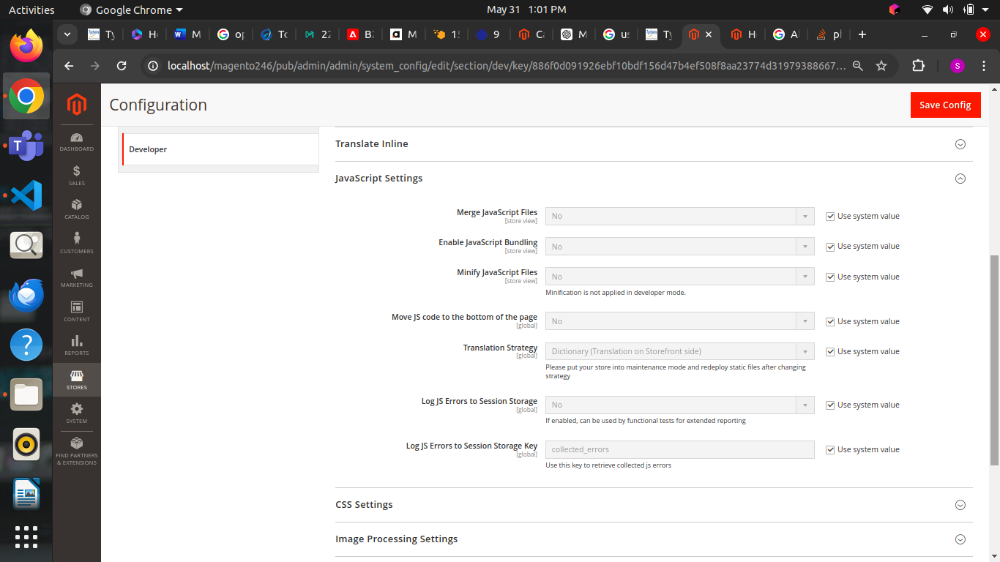 Activities
Google Chrome
May 31 1:01 PM
Ty
H
M
op
To
22
B
M
1
9
C
M
us
Ty
H
A
pl
localhost/magento246/pub/admin/admin/system_config/edit/section/dev/key/886f0d091926ebf10bdf156d47b4ef508f8aa23774d31979388667...
S
Configuration
Save Config
DASHBOARD
SALES
CATALOG
CUSTOMERS
MARKETING
CONTENT
REPORTS
STORES
SYSTEM
FIND PARTNERS
& EXTENSIONS
Developer
Translate Inline
JavaScript Settings
Merge JavaScript Files
[store view]
No
Use system value
Enable JavaScript Bundling
[store view]
No
Use system value
Minify JavaScript Files
[store view]
No
Use system value
Minification is not applied in developer mode.
Move JS code to the bottom of the page
[global]
No
Use system value
Translation Strategy
[global]
Dictionary (Translation on Storefront side)
Use system value
Please put your store into maintenance mode and redeploy static files after changing
strategy
Log JS Errors to Session Storage
[global]
No
Use system value
If enabled, can be used by functional tests for extended reporting
Log JS Errors to Session Storage Key
[global]
collected_errors
Use system value
Use this key to retrieve collected js errors
CSS Settings
Image Processing Settings